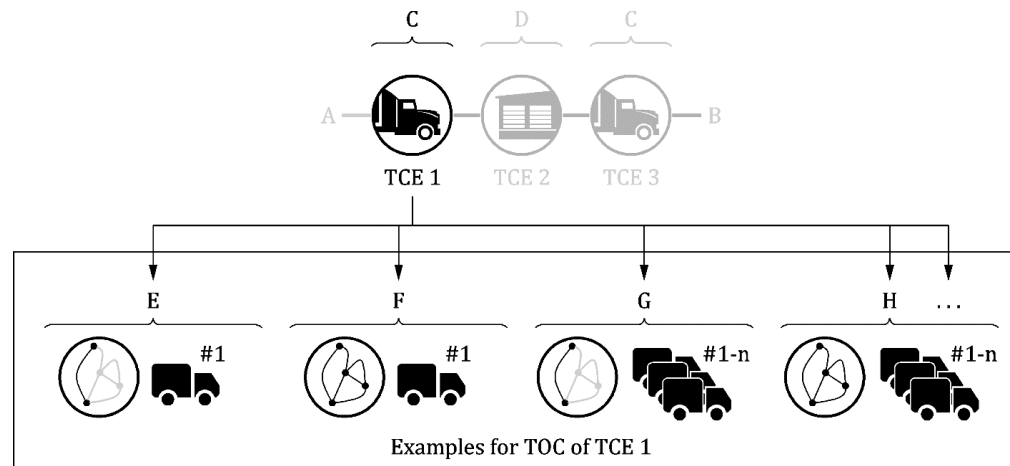 C D C
A B
TCE 1 TCE 2 TCE 3
E F G H ...
#1 #1 #1-n #1-n
Examples for TOC of TCE 1